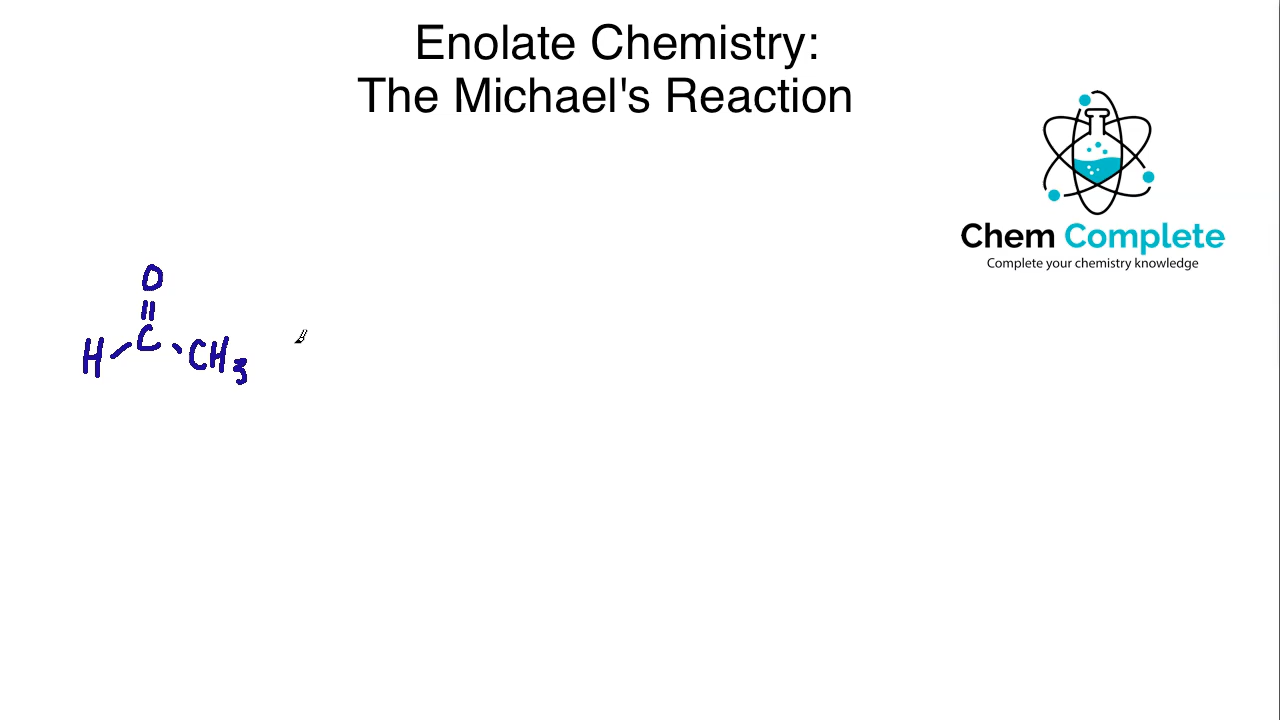 Enolate Chemistry:
The Michael's Reaction
Chem Complete
Complete your chemistry knowledge
O
C
H CH3